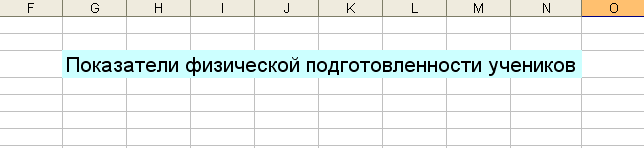 F G H I J K L M N O
Показатели физической подготовленности учеников